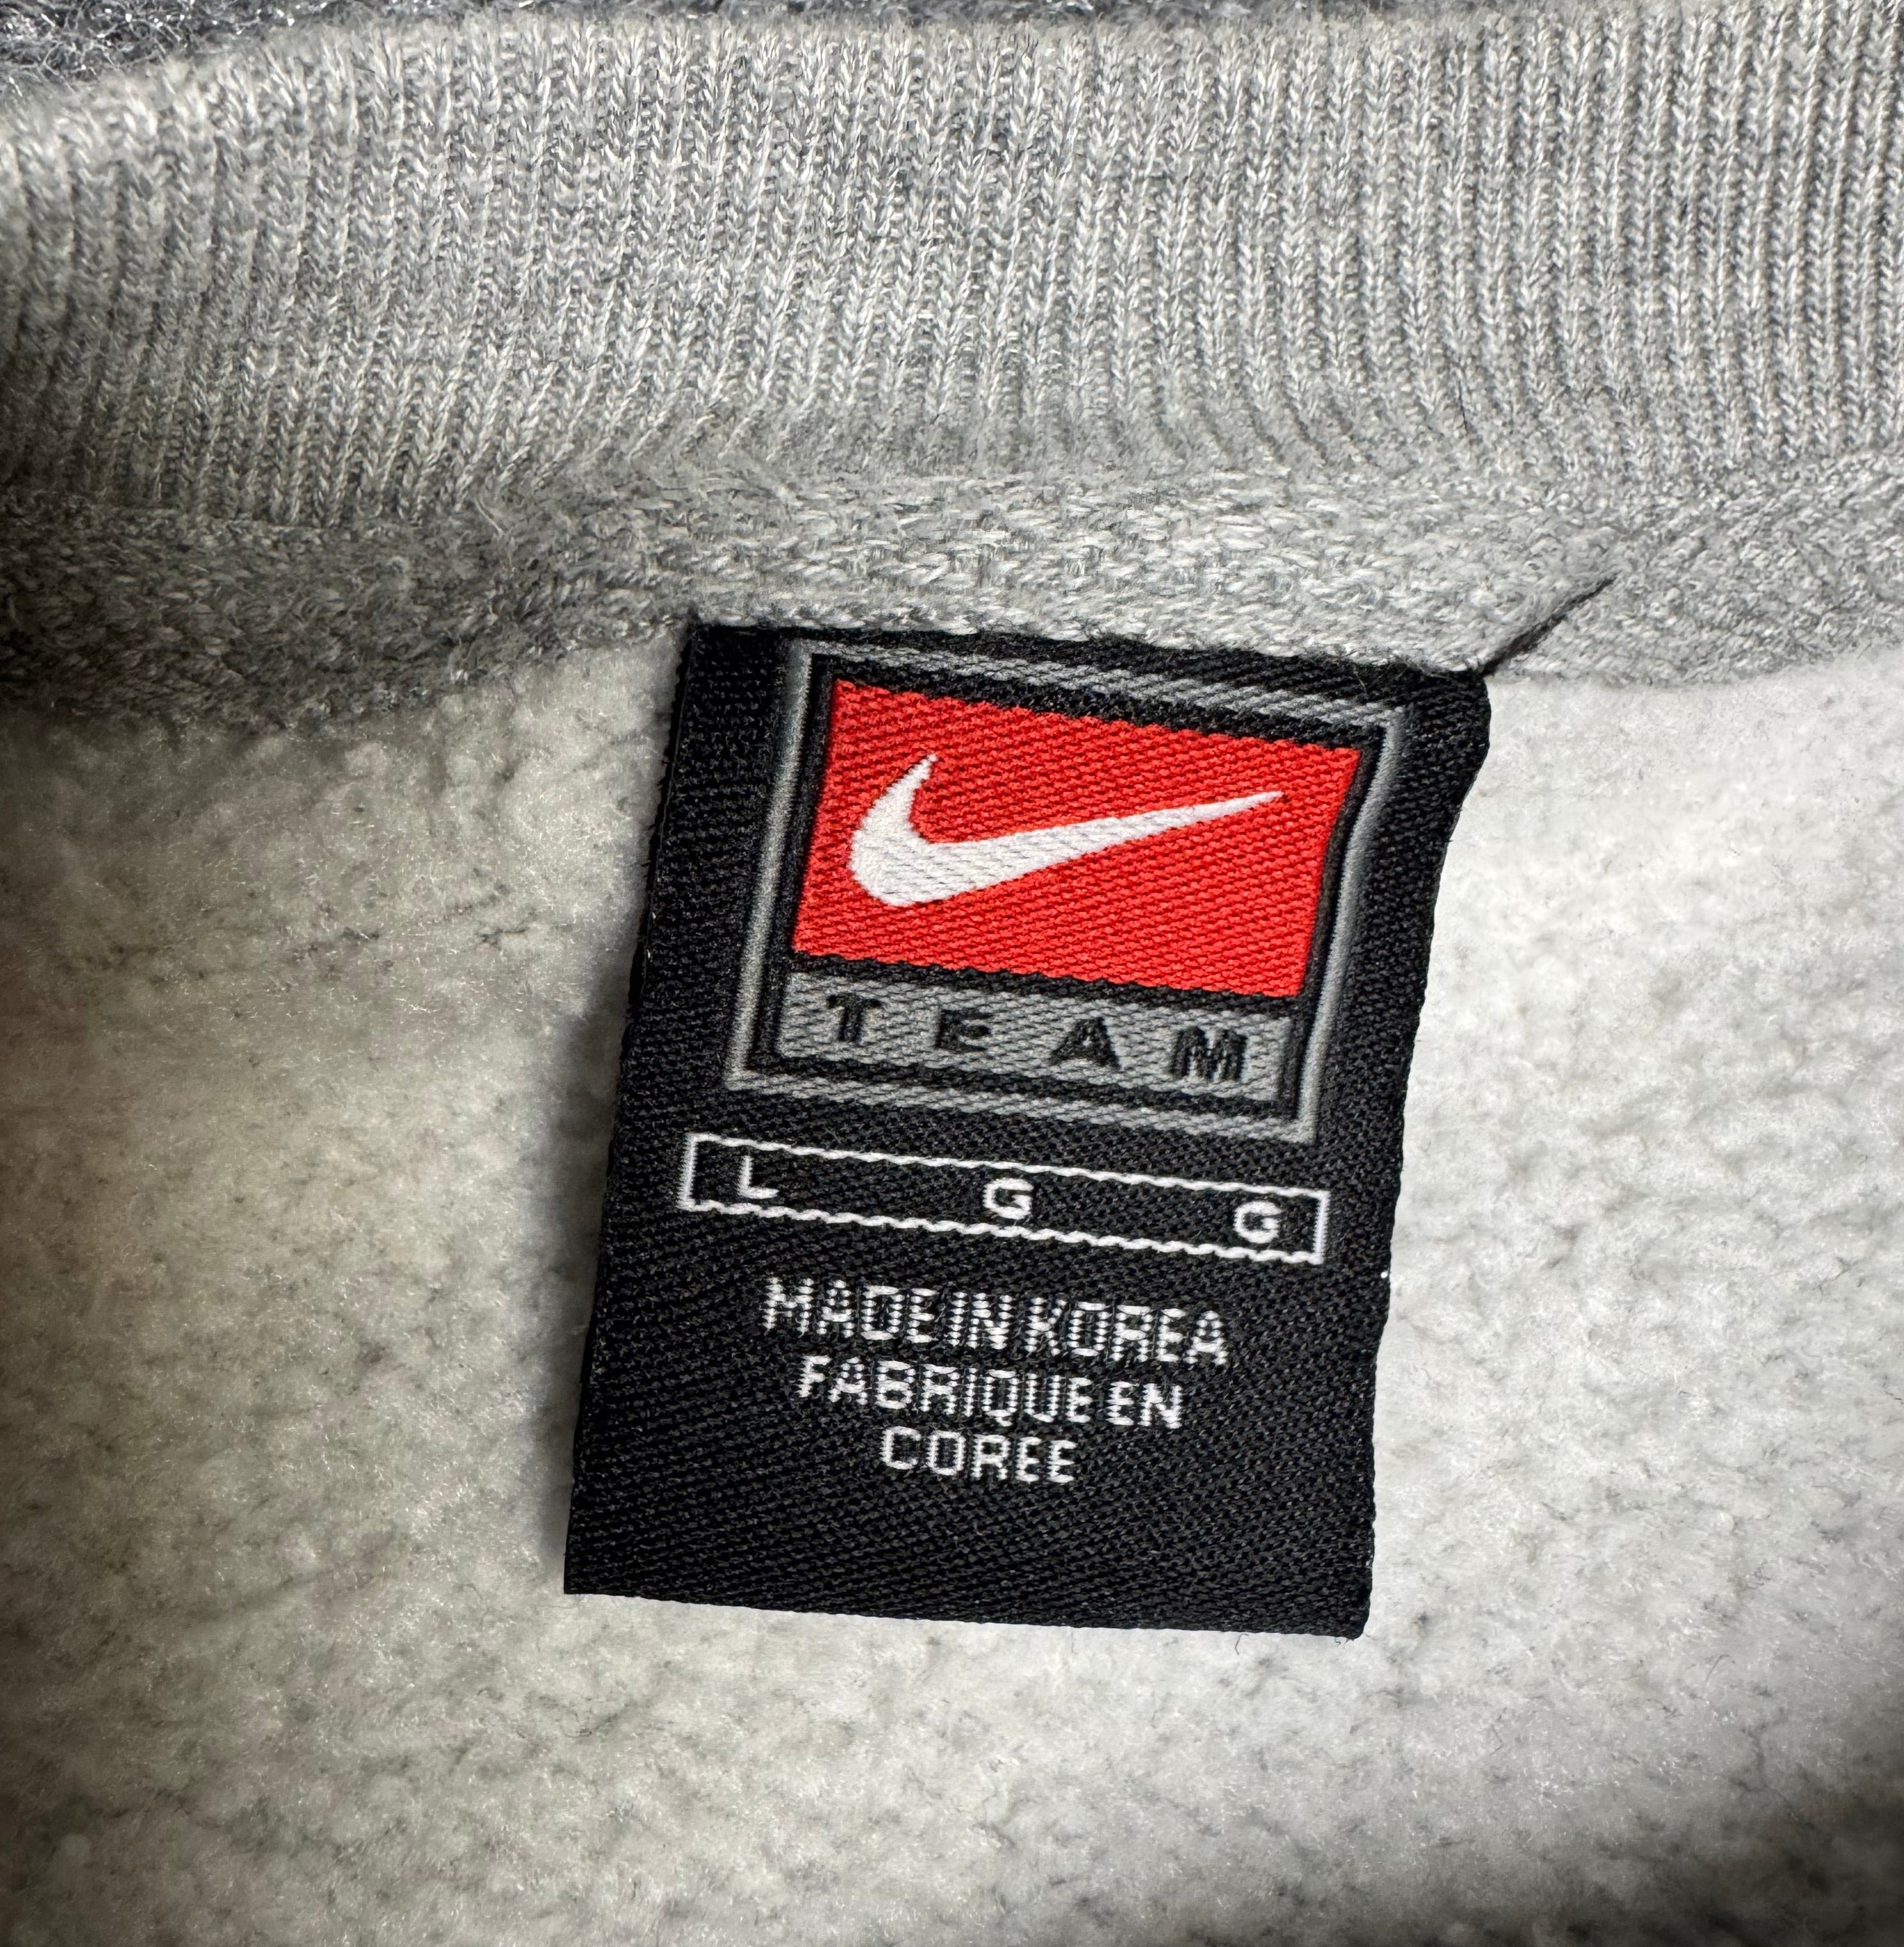 TEAM
L G G
MADE IN KOREA
FABRIQUE EN
COREE